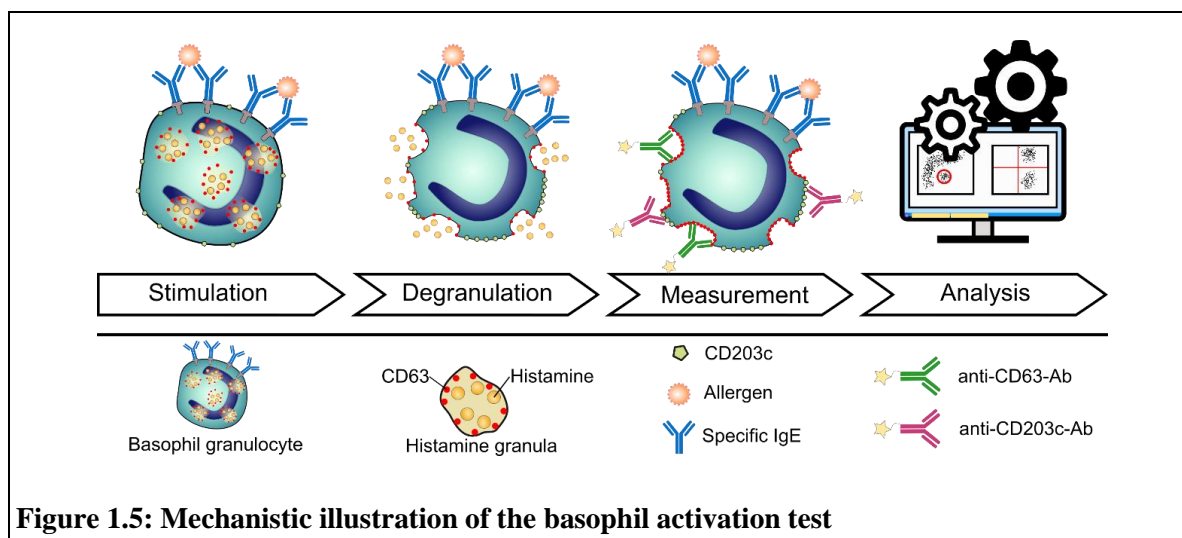 Stimulation
Degranulation
Measurement
Analysis
Basophil granulocyte
CD63
Histamine
Histamine granula
CD203c
Allergen
Specific IgE
anti-CD63-Ab
anti-CD203c-Ab
Figure 1.5: Mechanistic illustration of the basophil activation test